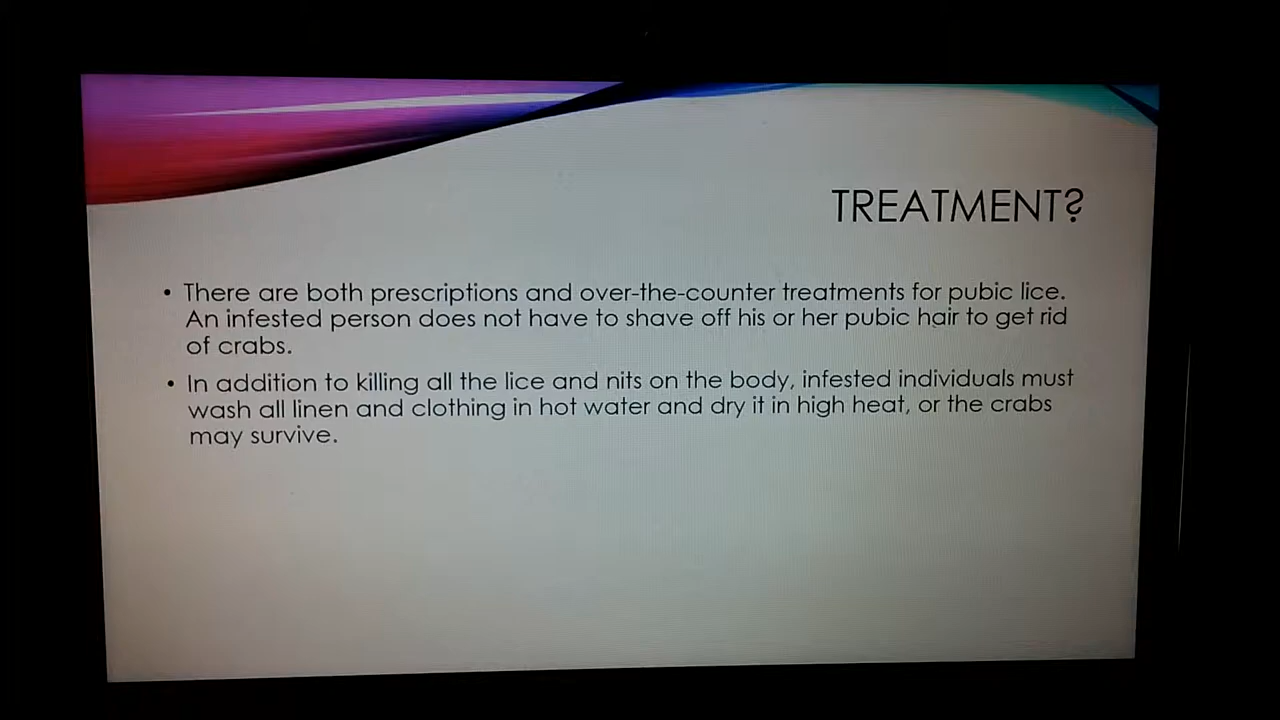 TREATMENT?
• There are both prescriptions and over-the-counter treatments for pubic lice.
An infested person does not have to shave off his or her pubic hair to get rid
of crabs.
• In addition to killing all the lice and nits on the body, infested individuals must
wash all linen and clothing in hot water and dry it in high heat, or the crabs
may survive.